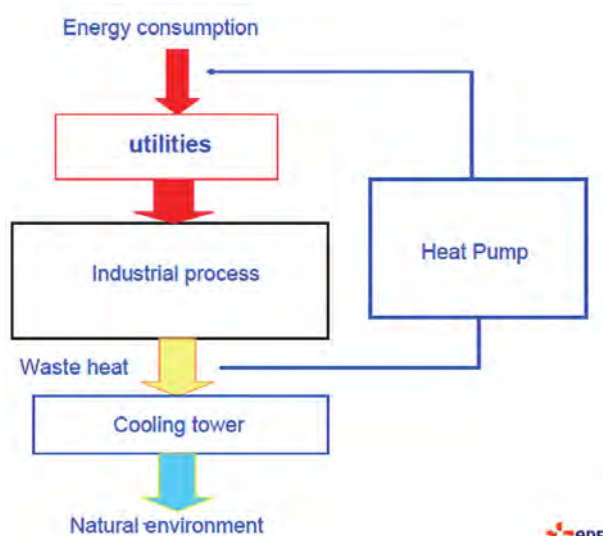 Energy consumption
utilities
Industrial process
Heat Pump
Waste heat
Cooling tower
Natural environment